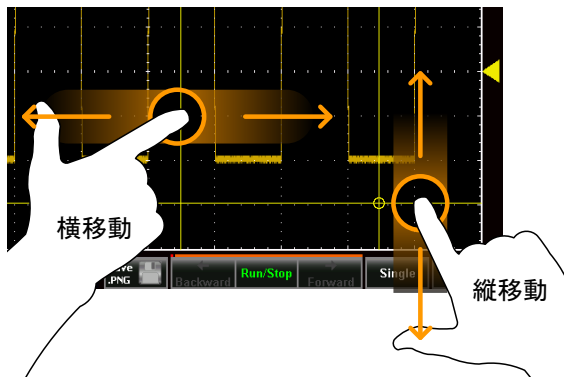 横移動
縦移動
.PNG
Backward
Run/Stop
Forward
Single